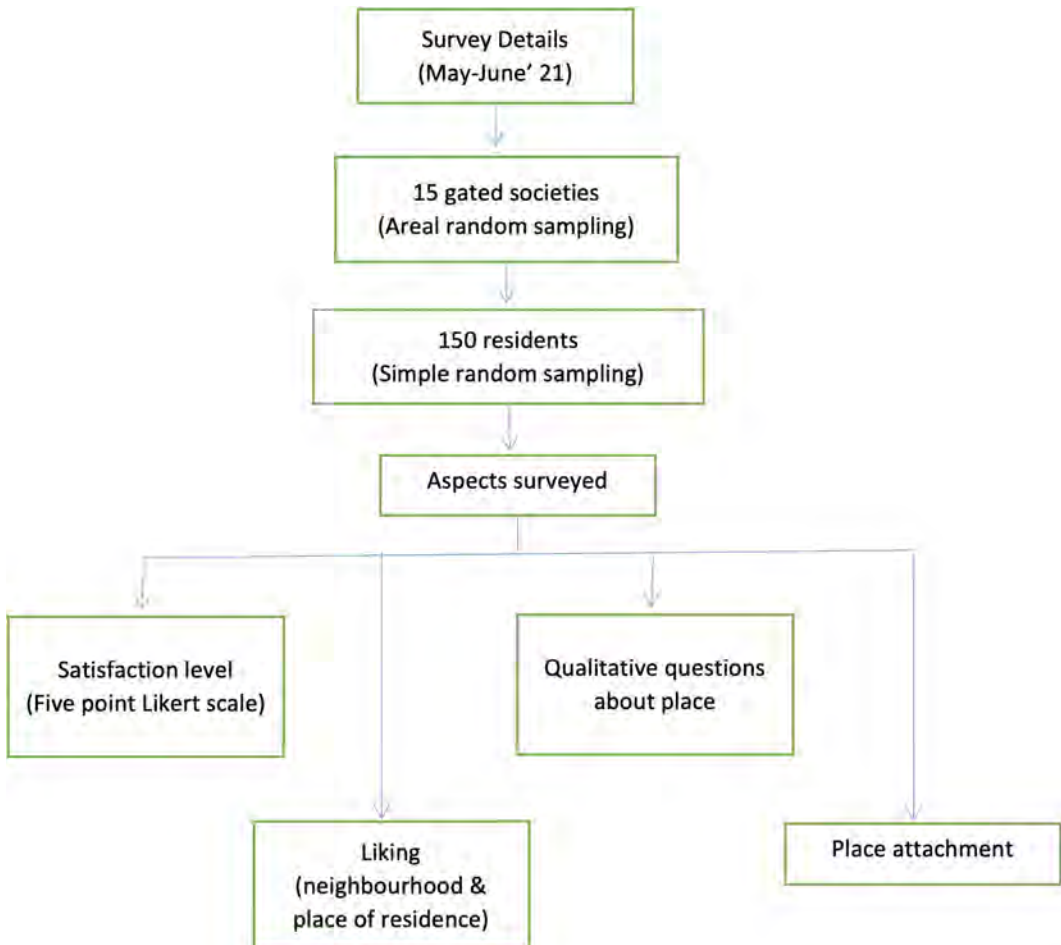 Survey Details
(May-June' 21)
15 gated societies
(Areal random sampling)
150 residents
(Simple random sampling)
Aspects surveyed
Satisfaction level
(Five point Likert scale)
Qualitative questions
about place
Liking
(neighbourhood &
place of residence)
Place attachment